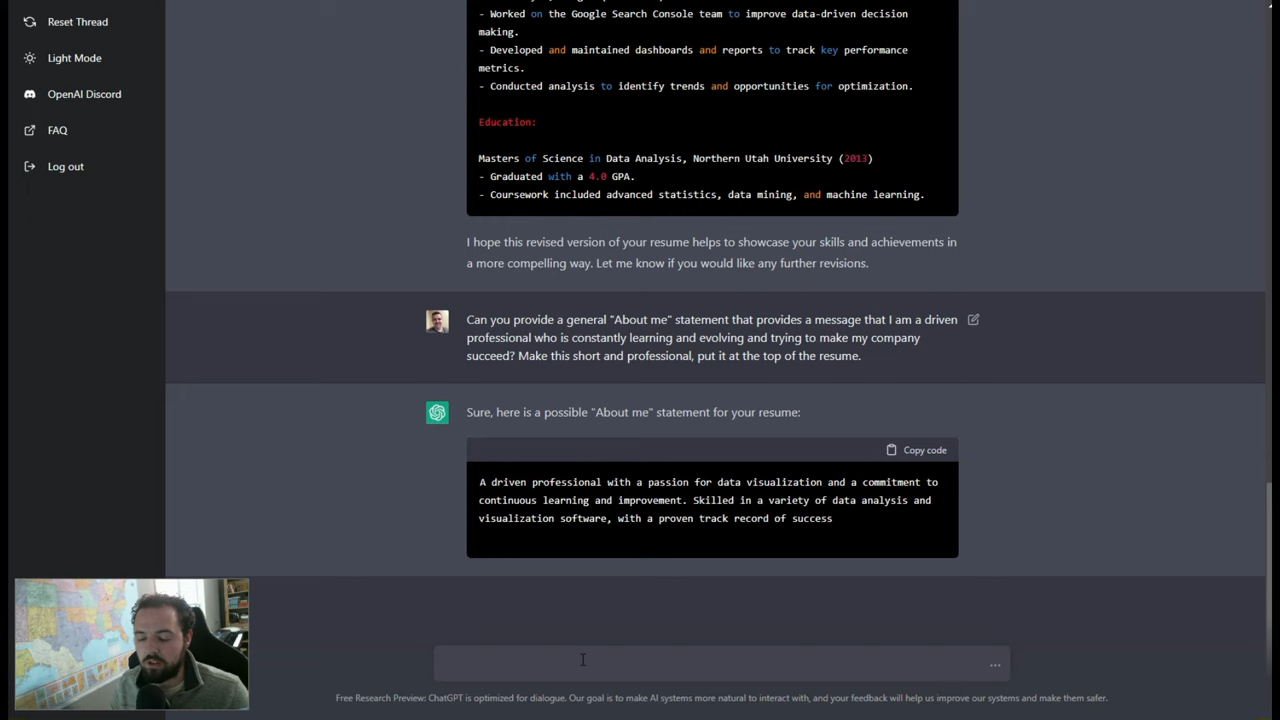 Reset Thread
Light Mode
OpenAI Discord
FAQ
Log out
- Worked on the Google Search Console team to improve data-driven decision
making.
- Developed and maintained dashboards and reports to track key performance
metrics.
- Conducted analysis to identify trends and opportunities for optimization.
Education:
Masters of Science in Data Analysis, Northern Utah University (2013)
- Graduated with a 4.0 GPA.
- Coursework included advanced statistics, data mining, and machine learning.
I hope this revised version of your resume helps to showcase your skills and achievements in
a more compelling way. Let me know if you would like any further revisions.
Can you provide a general "About me" statement that provides a message that I am a driven
professional who is constantly learning and evolving and trying to make my company
succeed? Make this short and professional, put it at the top of the resume.
Sure, here is a possible "About me" statement for your resume:
Copy code
A driven professional with a passion for data visualization and a commitment to
continuous learning and improvement. Skilled in a variety of data analysis and
visualization software, with a proven track record of success
...
Free Research Preview: ChatGPT is optimized for dialogue. Our goal is to make AI systems more natural to interact with, and your feedback will help us improve our systems and make them safer.